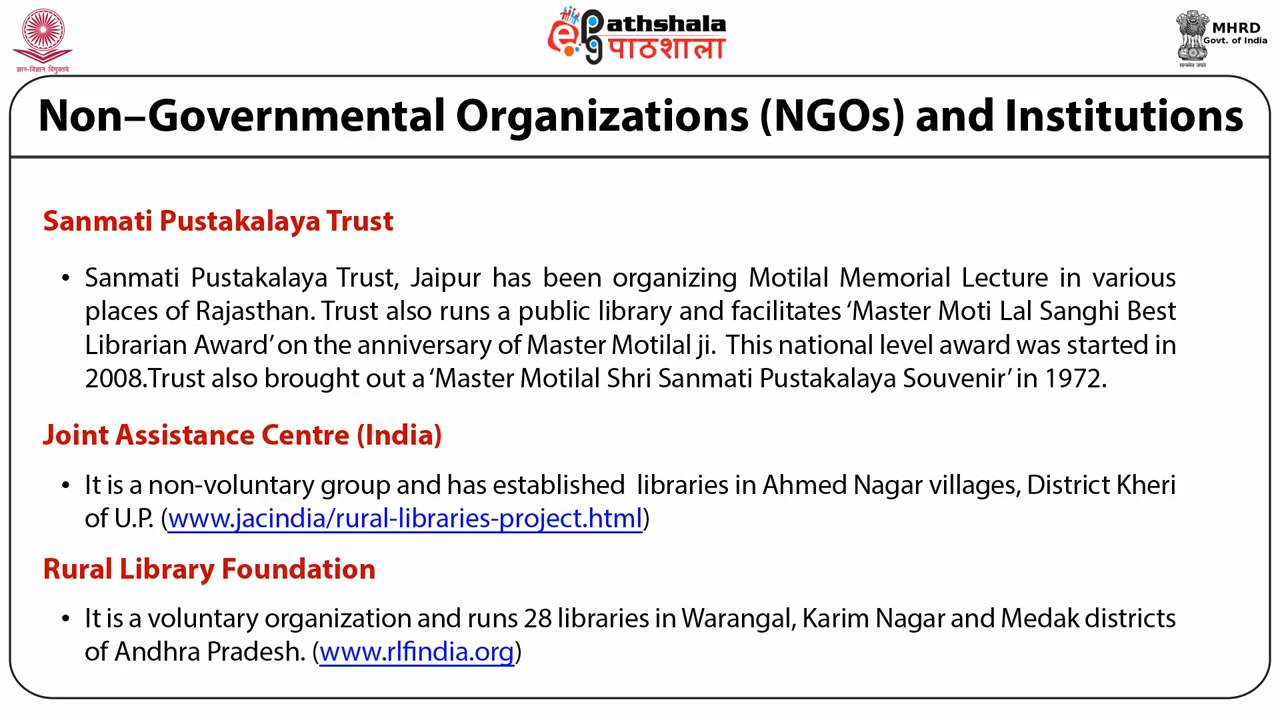 ज्ञान-विज्ञान विमुक्तये
ePathshala
पाठशाला
MHRD
Govt. of India
सत्यमेव जयते
Non–Governmental Organizations (NGOs) and Institutions
Sanmati Pustakalaya Trust
• Sanmati Pustakalaya Trust, Jaipur has been organizing Motilal Memorial Lecture in various
places of Rajasthan. Trust also runs a public library and facilitates ‘Master Moti Lal Sanghi Best
Librarian Award’ on the anniversary of Master Motilal ji. This national level award was started in
2008.Trust also brought out a ‘Master Motilal Shri Sanmati Pustakalaya Souvenir’ in 1972.
Joint Assistance Centre (India)
• It is a non-voluntary group and has established libraries in Ahmed Nagar villages, District Kheri
of U.P. (www.jacindia/rural-libraries-project.html)
Rural Library Foundation
• It is a voluntary organization and runs 28 libraries in Warangal, Karim Nagar and Medak districts
of Andhra Pradesh. (www.rlfindia.org)